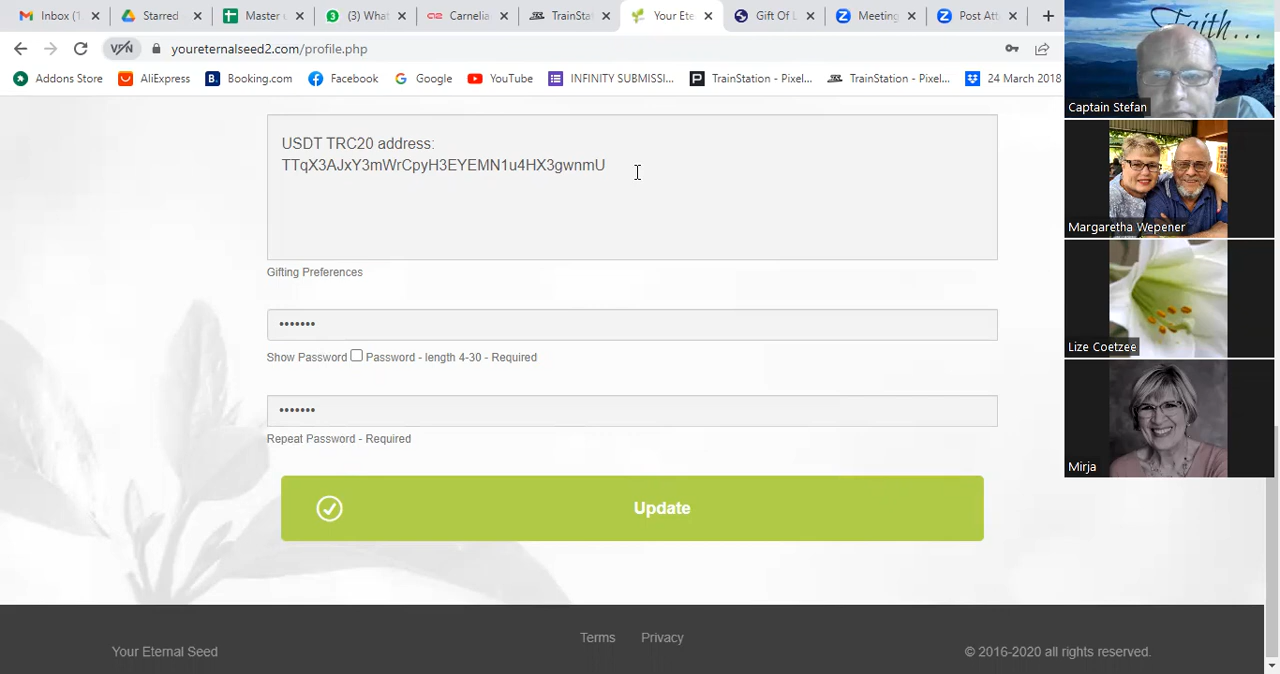 Inbox (1
Starred
Master
(3) What
Carnelia
TrainSta
Your Ete
Gift Of L
Meeting
Post Att
VPN
youreternalseed2.com/profile.php
Addons Store
AliExpress
Booking.com
Facebook
Google
YouTube
INFINITY SUBMISSI...
TrainStation - Pixel...
TrainStation - Pixel...
24 March 2018
Faith...
Captain Stefan
Margaretha Wepener
Lize Coetzee
Mirja
USDT TRC20 address:
TTqX3AJxY3mWrCpyH3EYEMN1u4HX3gwnmU
Gifting Preferences
•••••••
Show Password Password - length 4-30 - Required
•••••••
Repeat Password - Required
Update
Terms Privacy
Your Eternal Seed
© 2016-2020 all rights reserved.